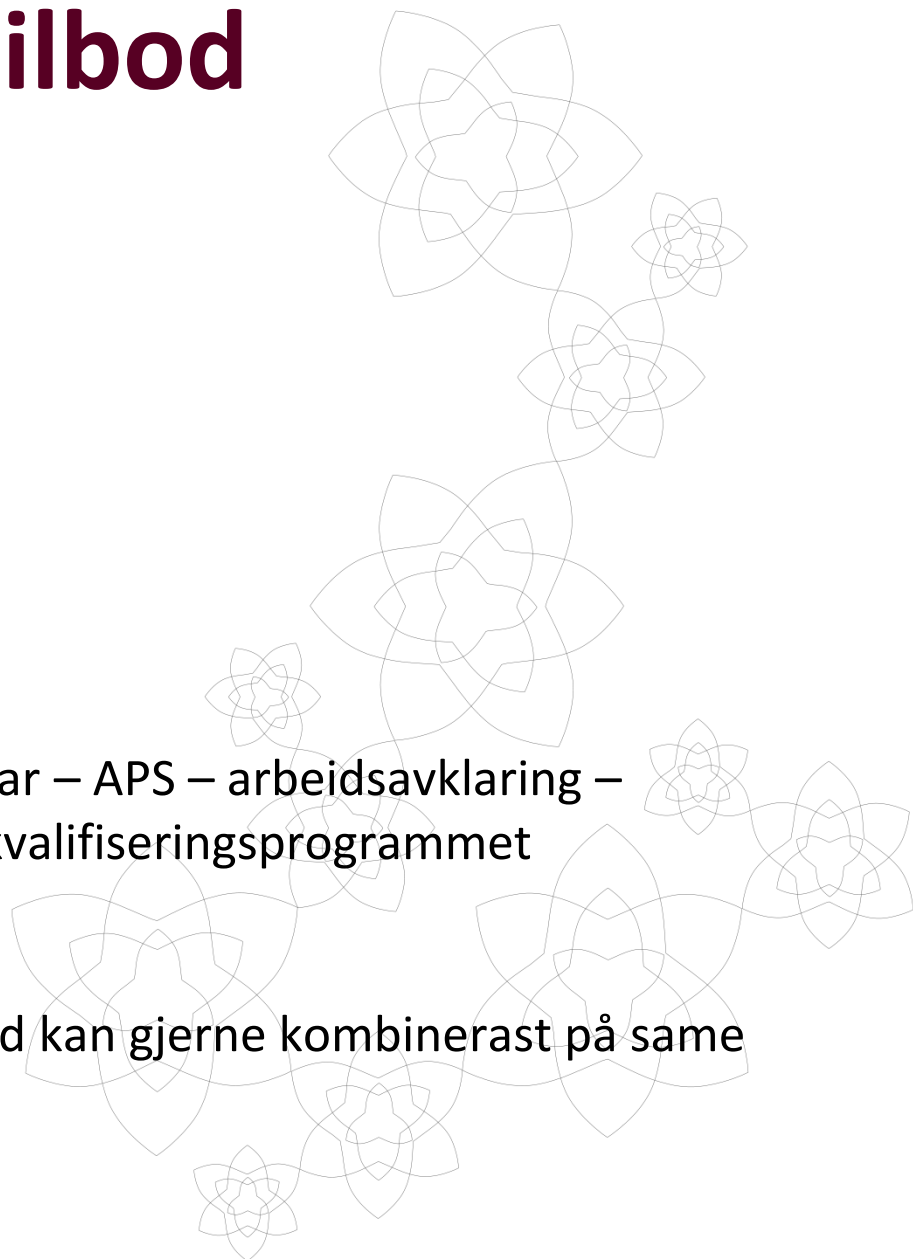 ilbod
ar – APS – arbeidsavklaring –
kvalifiseringsprogrammet
d kan gjerne kombinerast på same